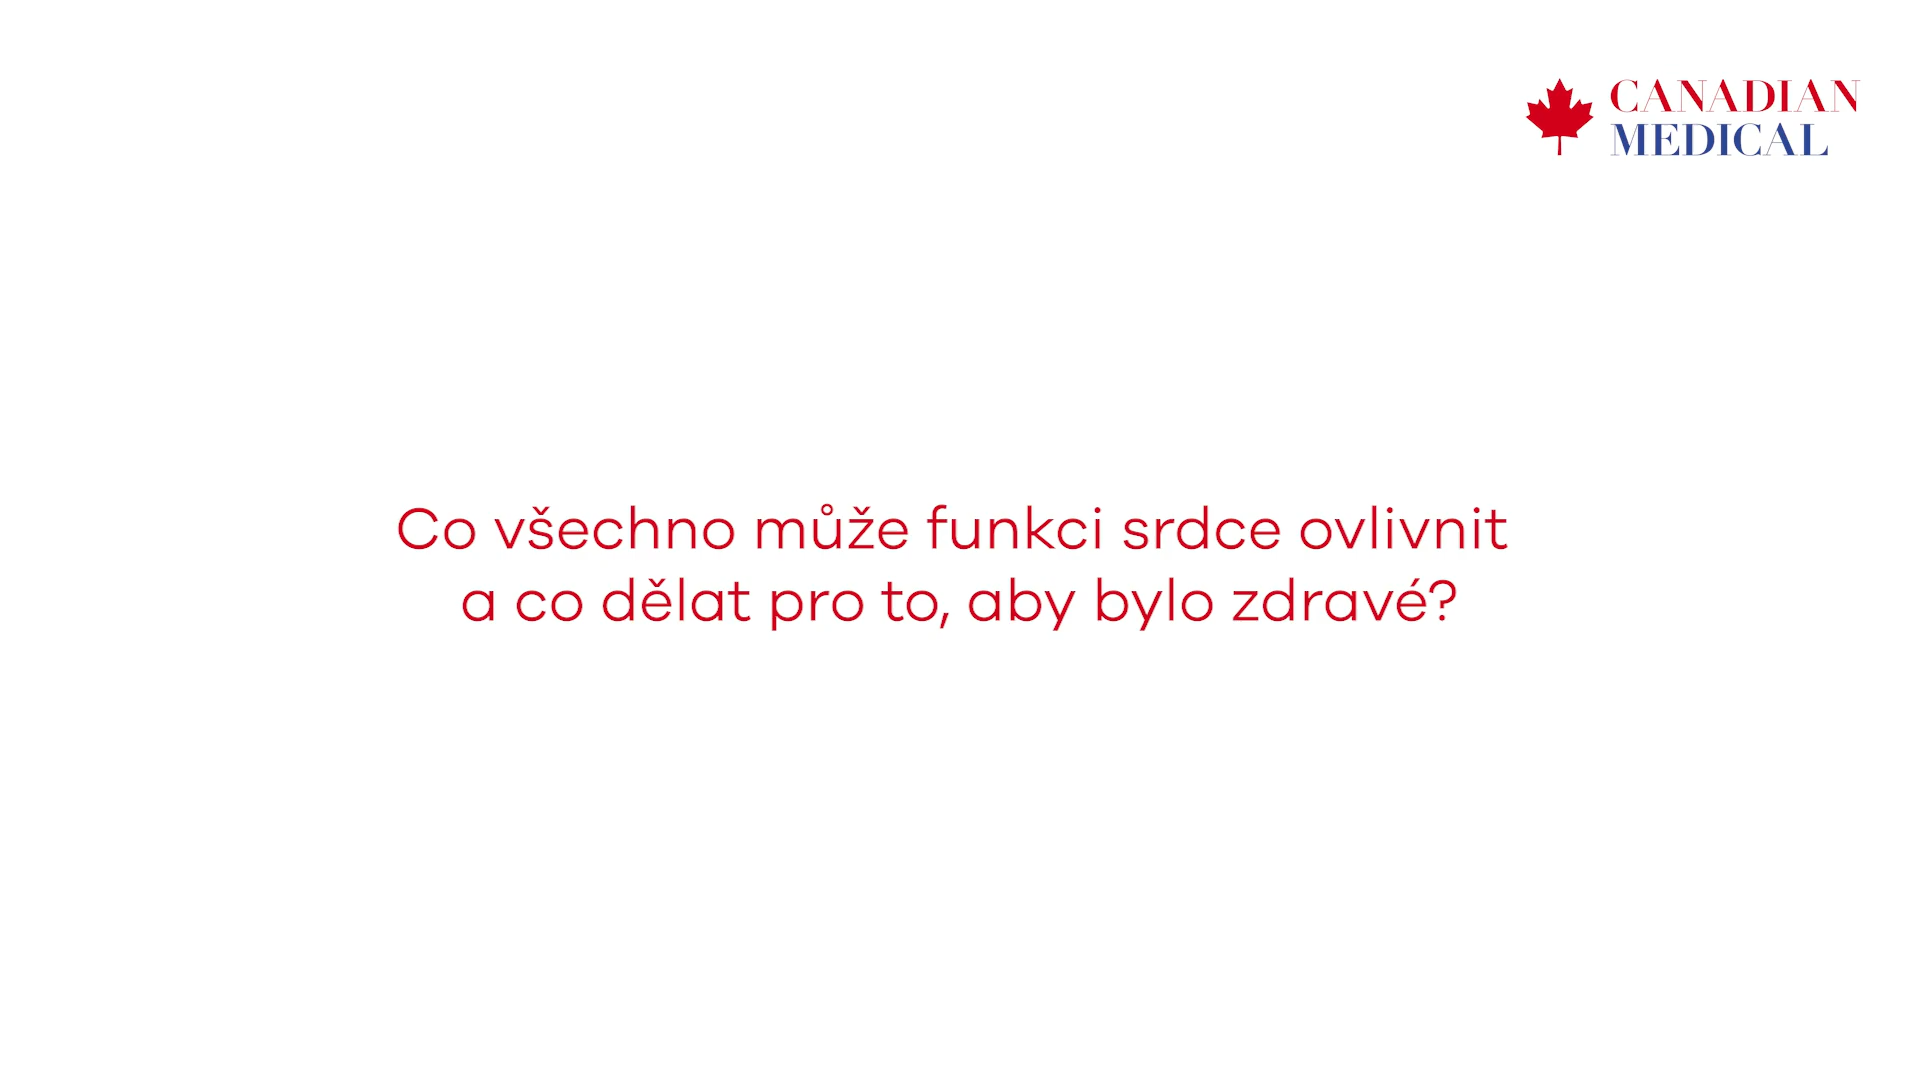 CANADIAN
MEDICAL
Co všechno může funkci srdce ovlivnit
a co dělat pro to, aby bylo zdravé?